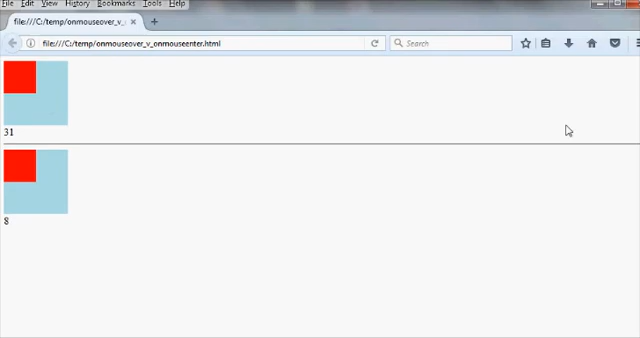 File Edit View History Bookmarks Tools Help
file:///C:/temp/onmouseover_v_
file:///C:/temp/onmouseover_v_onmouseenter.html
Search
31
8